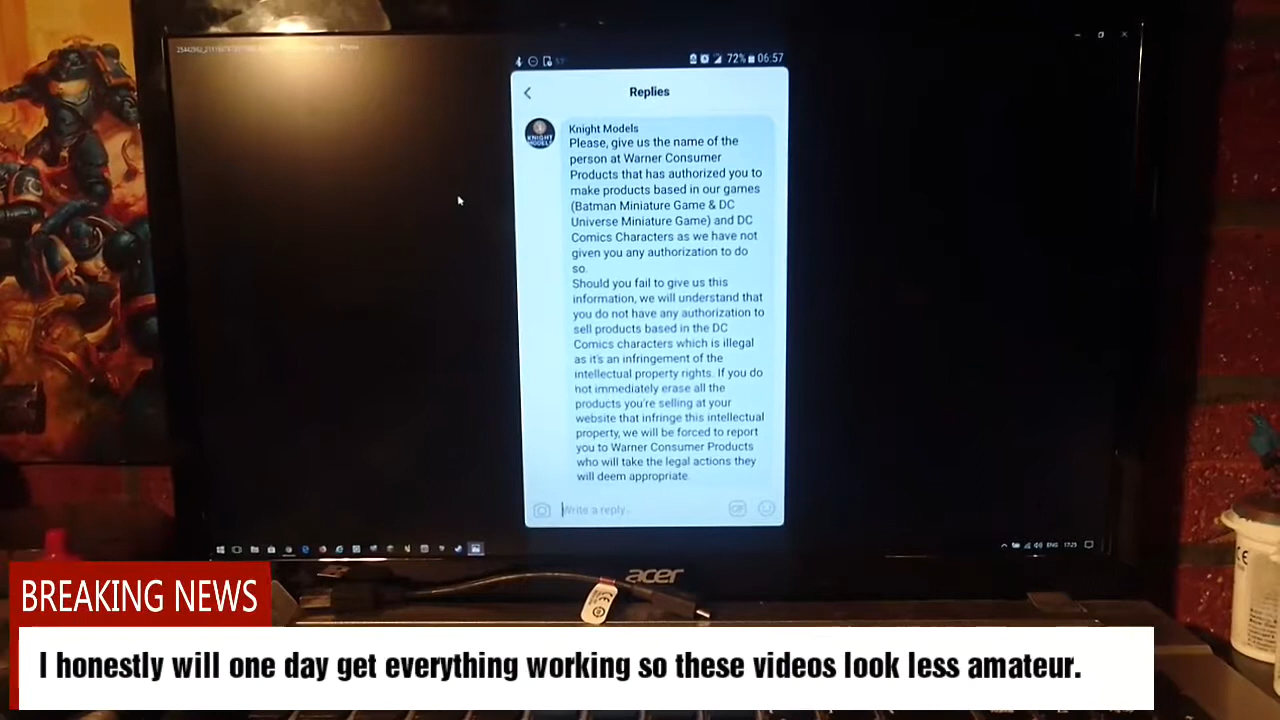 72% 06:57
Replies
Knight Models
Please, give us the name of the
person at Warner Consumer
Products that has authorized you to
make products based in our games
(Batman Miniature Game & DC
Universe Miniature Game) and DC
Comics Characters as we have not
given you any authorization to do
so.
Should you fail to give us this
information, we will understand that
you do not have any authorization to
sell products based in the DC
Comics characters which is illegal
as it's an infringement of the
intellectual property rights. If you do
not immediately erase all the
products you're selling at your
website that infringe this intellectual
property, we will be forced to report
you to Warner Consumer Products
who will take the legal actions they
will deem appropriate.
Write a reply...
GIF
ENG 17:25
acer
BREAKING NEWS
I honestly will one day get everything working so these videos look less amateur.